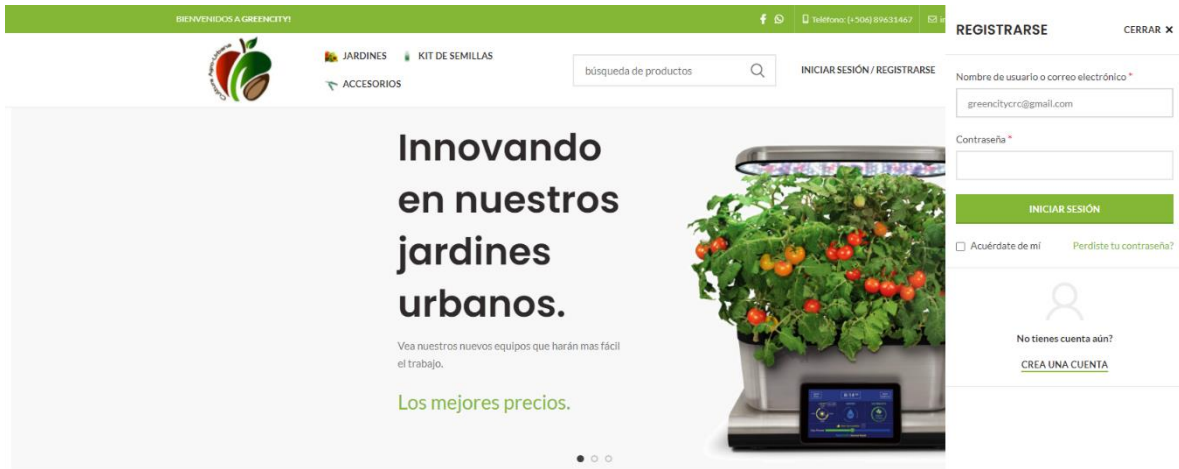 BIENVENIDOS A GREENCITY!
Teléfono: (+506) 89631467
JARDINES
KIT DE SEMILLAS
ACCESORIOS
búsqueda de productos
INICIAR SESIÓN / REGISTRARSE
Innovando
en nuestros
jardines
urbanos.
Vea nuestros nuevos equipos que harán mas fácil
el trabajo.
Los mejores precios.
REGISTRARSE
CERRAR
Nombre de usuario o correo electrónico *
greencitycrc@gmail.com
Contraseña *
INICIAR SESIÓN
Acuérdate de mí
Perdiste tu contraseña?
No tienes cuenta aún?
CREA UNA CUENTA